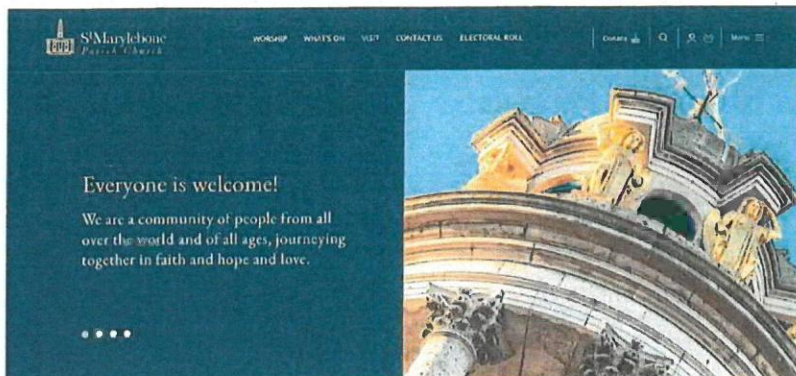 St Marylebone
Parish Church
WORSHIP WHAT'S ON VISIT CONTACT US ELECTORAL ROLL
Donate
Menu
Everyone is welcome!
We are a community of people from all
over the world and of all ages, journeying
together in faith and hope and love.